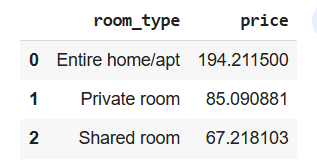 room_type price
0 Entire home/apt 194.211500
1 Private room 85.090881
2 Shared room 67.218103